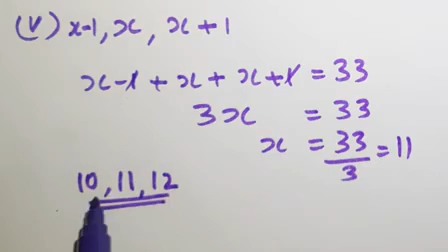 (V) x-1, x, x+1
x-1+x+x+1=33
3x =33
x = 33/3 =11
10, 11, 12